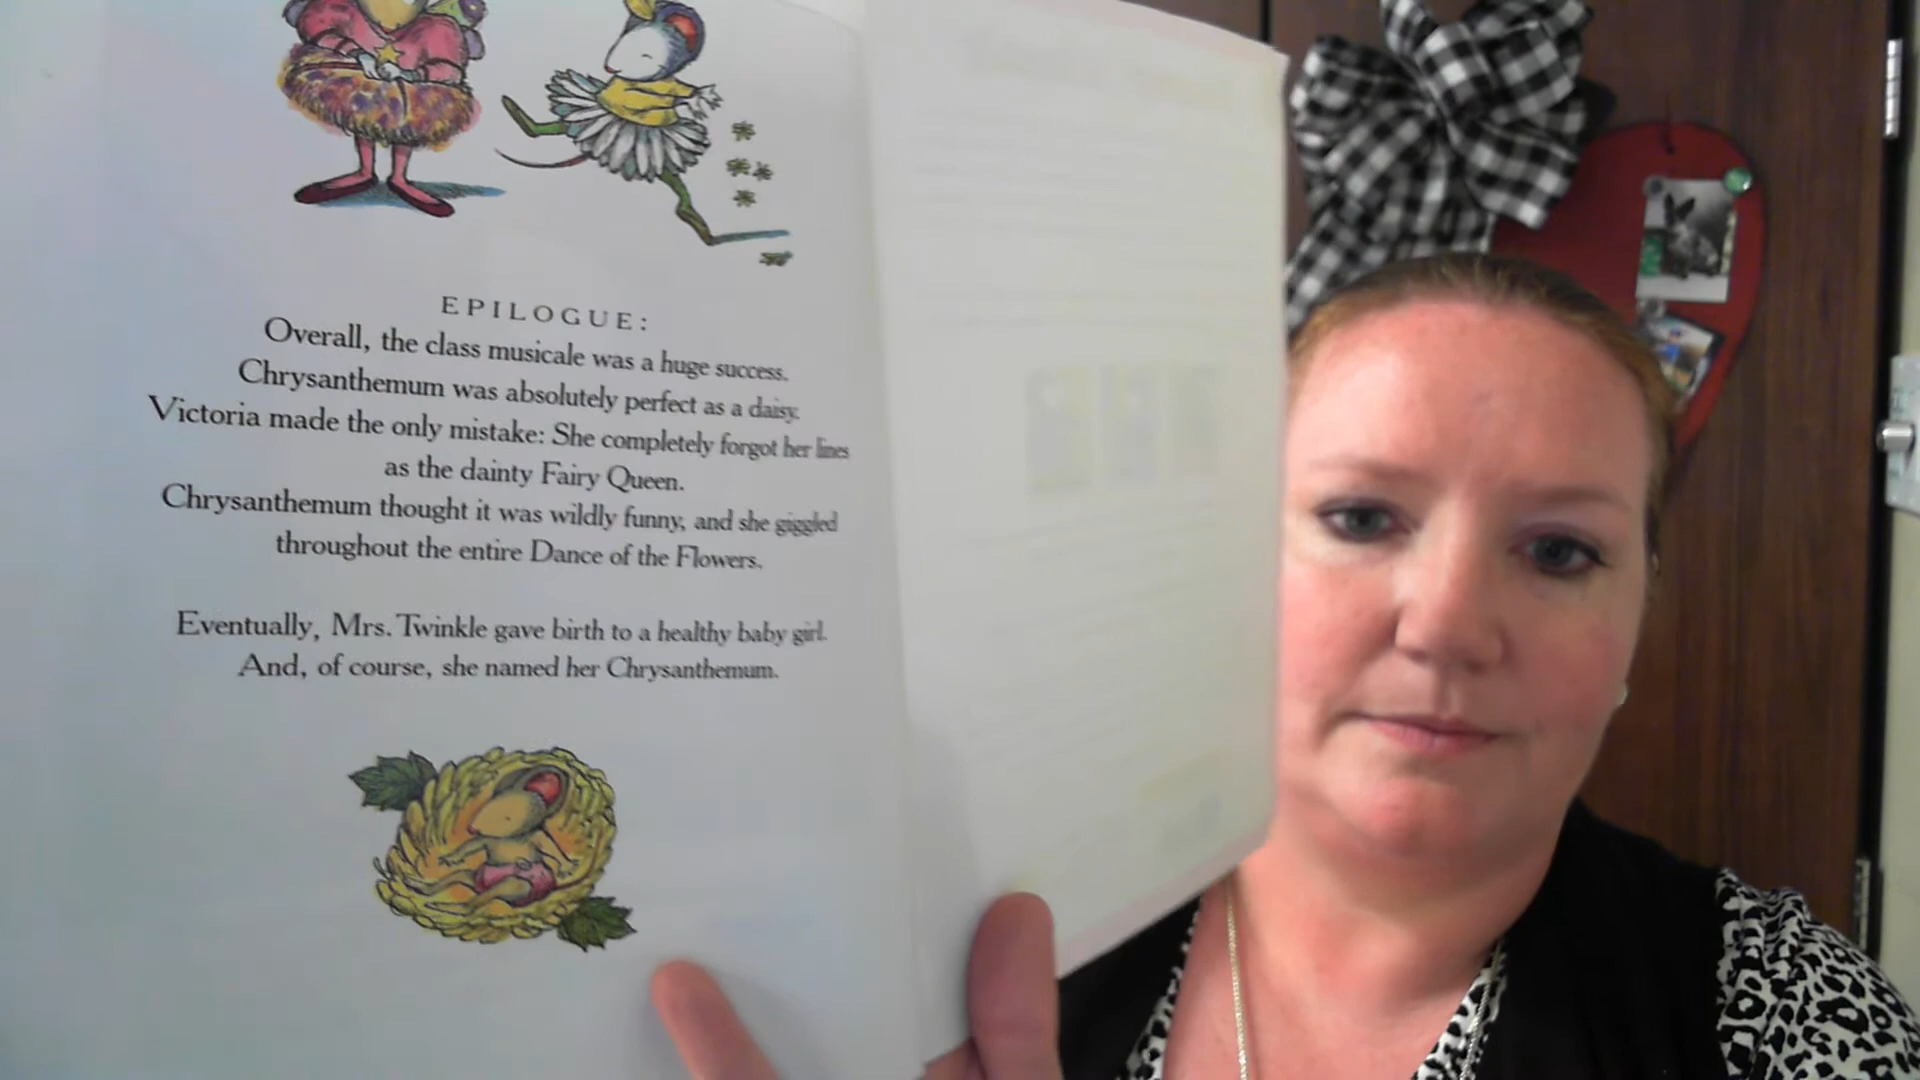 EPILOGUE:
Overall, the class musicale was a huge success.
Chrysanthemum was absolutely perfect as a daisy.
Victoria made the only mistake: She completely forgot her lines
as the dainty Fairy Queen.
Chrysanthemum thought it was wildly funny, and she giggled
throughout the entire Dance of the Flowers.
Eventually, Mrs. Twinkle gave birth to a healthy baby girl.
And, of course, she named her Chrysanthemum.